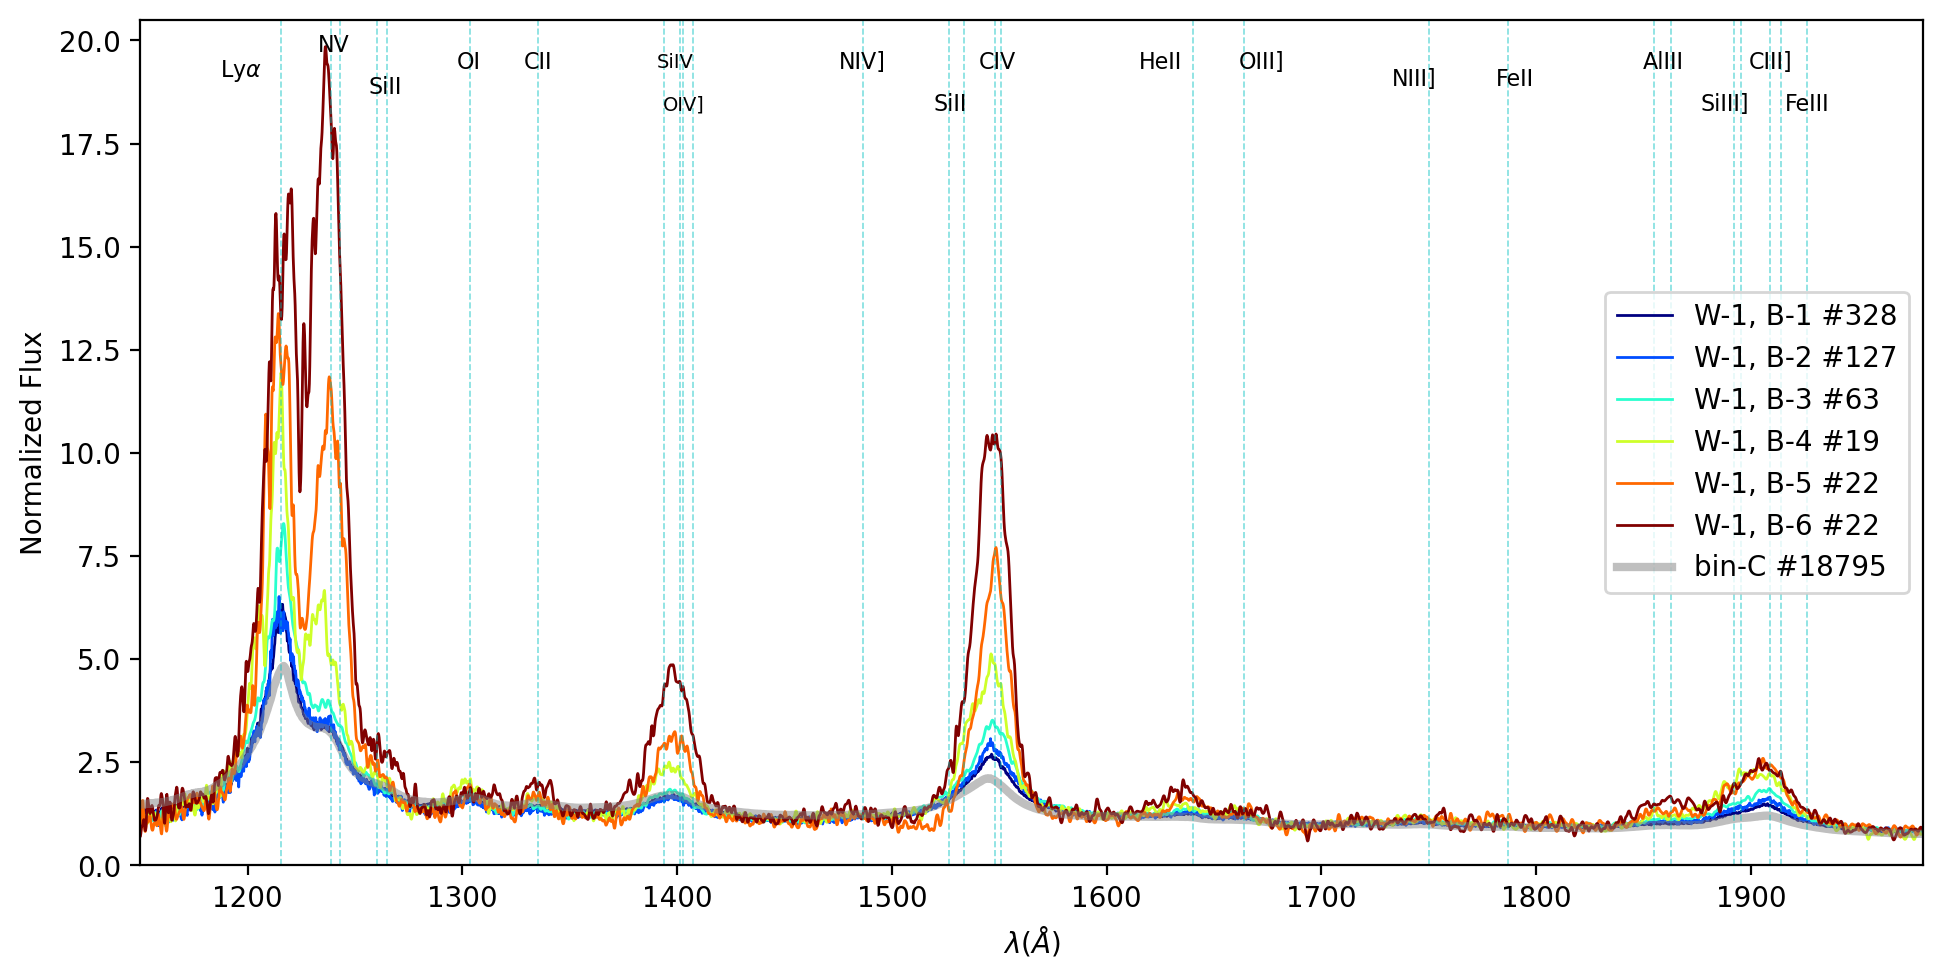 20.0
17.5
15.0
12.5
10.0
7.5
5.0
2.5
0.0
Normalized Flux
Lyα
NV
SiII
OI
CII
SiIV
OIV]
NIV]
SiII
CIV
HeII
OIII]
NIII]
FeII
AlIII
SiIII]
CIII]
FeIII
W-1, B-1 #328
W-1, B-2 #127
W-1, B-3 #63
W-1, B-4 #19
W-1, B-5 #22
W-1, B-6 #22
bin-C #18795
1200 1300 1400 1500 1600 1700 1800 1900
λ(Å)